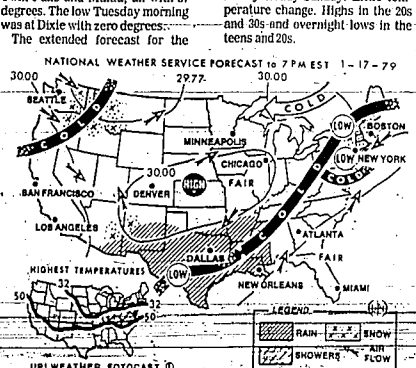 degrees. The low Tuesday morning
was at Dixie with zero degrees.
The extended forecast for the
perature change. Highs in the 20s
and 30s and overnight lows in the
teens and 20s.
NATIONAL WEATHER SERVICE FORECAST to 7 PM EST 1-17-79
30.00
29.77
30.00
SEATTLE
COLD
COLD
LOW
BOSTON
MINNEAPOLIS
LOW
NEW YORK
CHICAGO
COLD
30.00
HIGH
FAIR
SAN FRANCISCO
DENVER
COLD
LOS ANGELES
ATLANTA
DALLAS
FAIR
HIGHEST TEMPERATURES
LOW
NEW ORLEANS
MIAMI
32
50
32
50
LEGEND
RAIN
SNOW
SHOWERS
AIR
FLOW
UPI WEATHER FOTOCAST